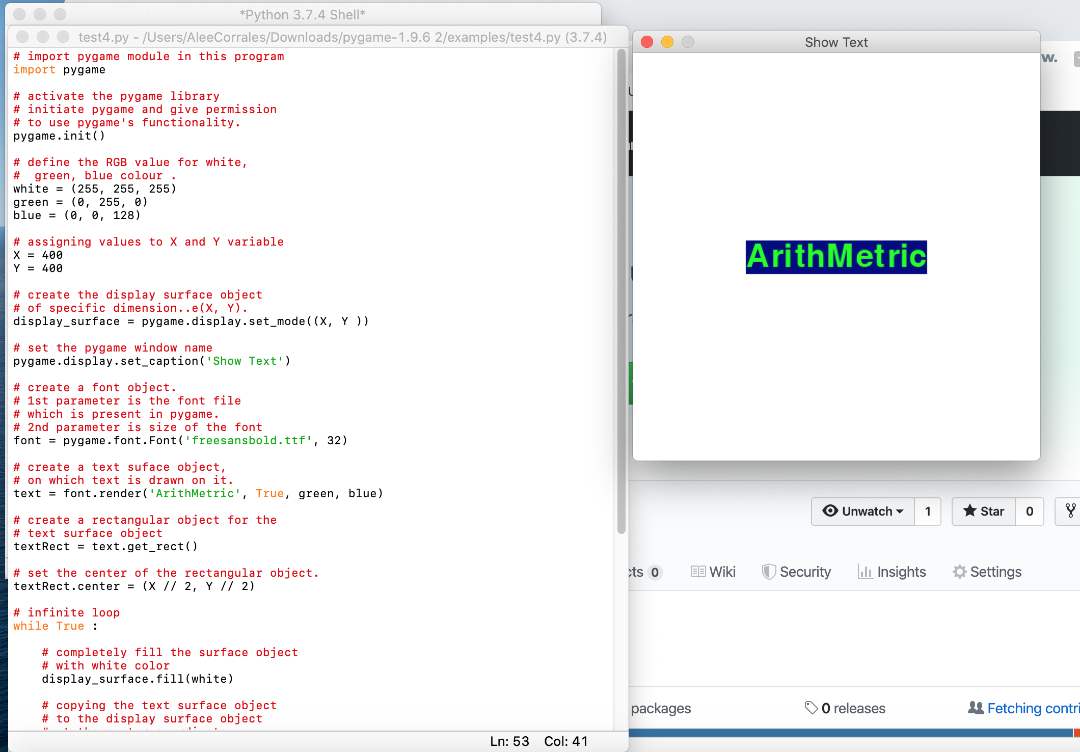 *Python 3.7.4 Shell*
test4.py - /Users/AleeCorrales/Downloads/pygame-1.9.6 2/examples/test4.py (3.7.4)
# import pygame module in this program
import pygame
# activate the pygame library
# initiate pygame and give permission
# to use pygame's functionality.
pygame.init()
# define the RGB value for white,
#  green, blue colour .
white = (255, 255, 255)
green = (0, 255, 0)
blue = (0, 0, 128)
# assigning values to X and Y variable
X = 400
Y = 400
# create the display surface object
# of specific dimension..e(X, Y).
display_surface = pygame.display.set_mode((X, Y ))
# set the pygame window name
pygame.display.set_caption('Show Text')
# create a font object.
# 1st parameter is the font file
# which is present in pygame.
# 2nd parameter is size of the font
font = pygame.font.Font('freesansbold.ttf', 32)
# create a text suface object,
# on which text is drawn on it.
text = font.render('ArithMetric', True, green, blue)
# create a rectangular object for the
# text surface object
textRect = text.get_rect()
# set the center of the rectangular object.
textRect.center = (X // 2, Y // 2)
# infinite loop
while True :
    # completely fill the surface object
    # with white color
    display_surface.fill(white)
    # copying the text surface object
    # to the display surface object
Ln: 53 Col: 41
Show Text
ArithMetric
w.
Unwatch 1 Star 0
cts 0 Wiki Security Insights Settings
packages 0 releases Fetching contri